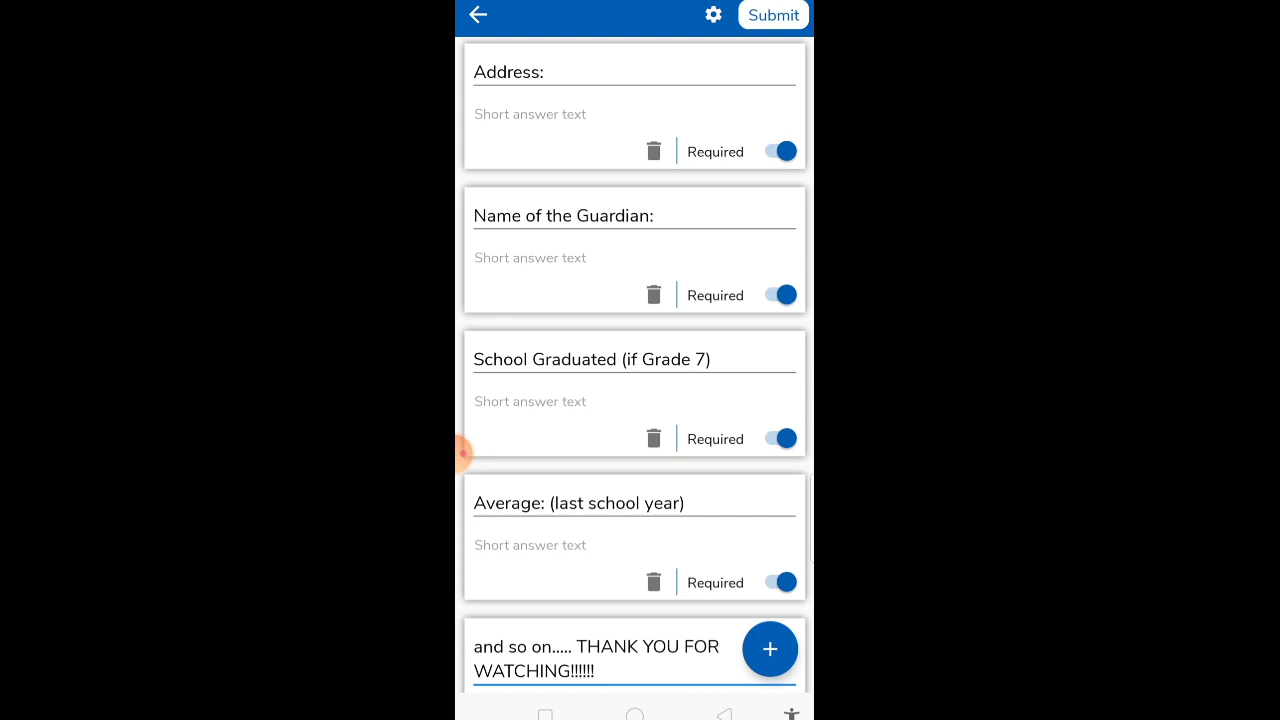 Submit
Address:
Short answer text
Required
Name of the Guardian:
Short answer text
Required
School Graduated (if Grade 7)
Short answer text
Required
Average: (last school year)
Short answer text
Required
and so on..... THANK YOU FOR
WATCHING!!!!!!